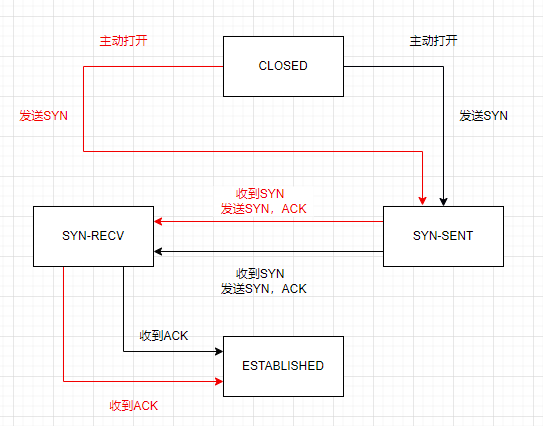 主动打开
主动打开
CLOSED
发送SYN
发送SYN
收到SYN
发送SYN，ACK
SYN-RECV
SYN-SENT
收到SYN
发送SYN，ACK
收到ACK
ESTABLISHED
收到ACK